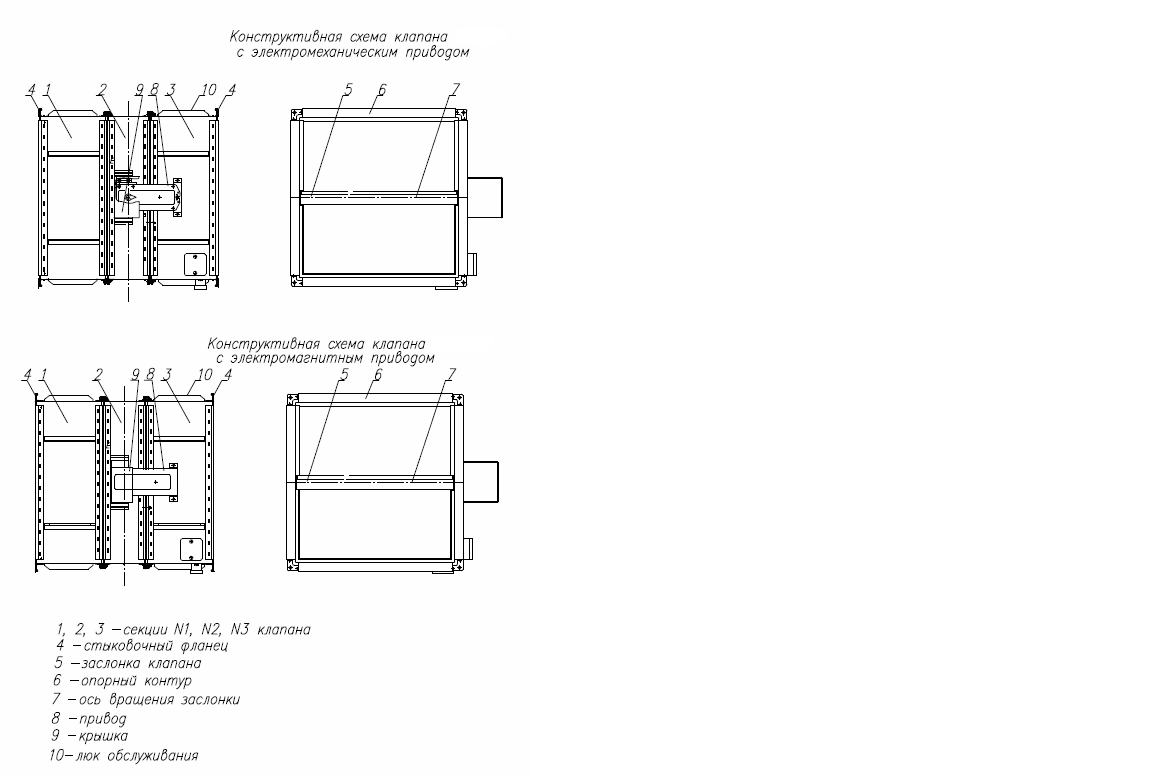 Конструктивная схема клапана
с электромеханическим приводом
4 1 2 9 8 3 10 4 5 6 7
Конструктивная схема клапана
с электромагнитным приводом
4 1 2 9 8 3 10 4 5 6 7
1, 2, 3 –секции N1, N2, N3 клапана
4 –стыковочный фланец
5 –заслонка клапана
6 –опорный контур
7 –ось вращения заслонки
8 –привод
9 –крышка
10–люк обслуживания